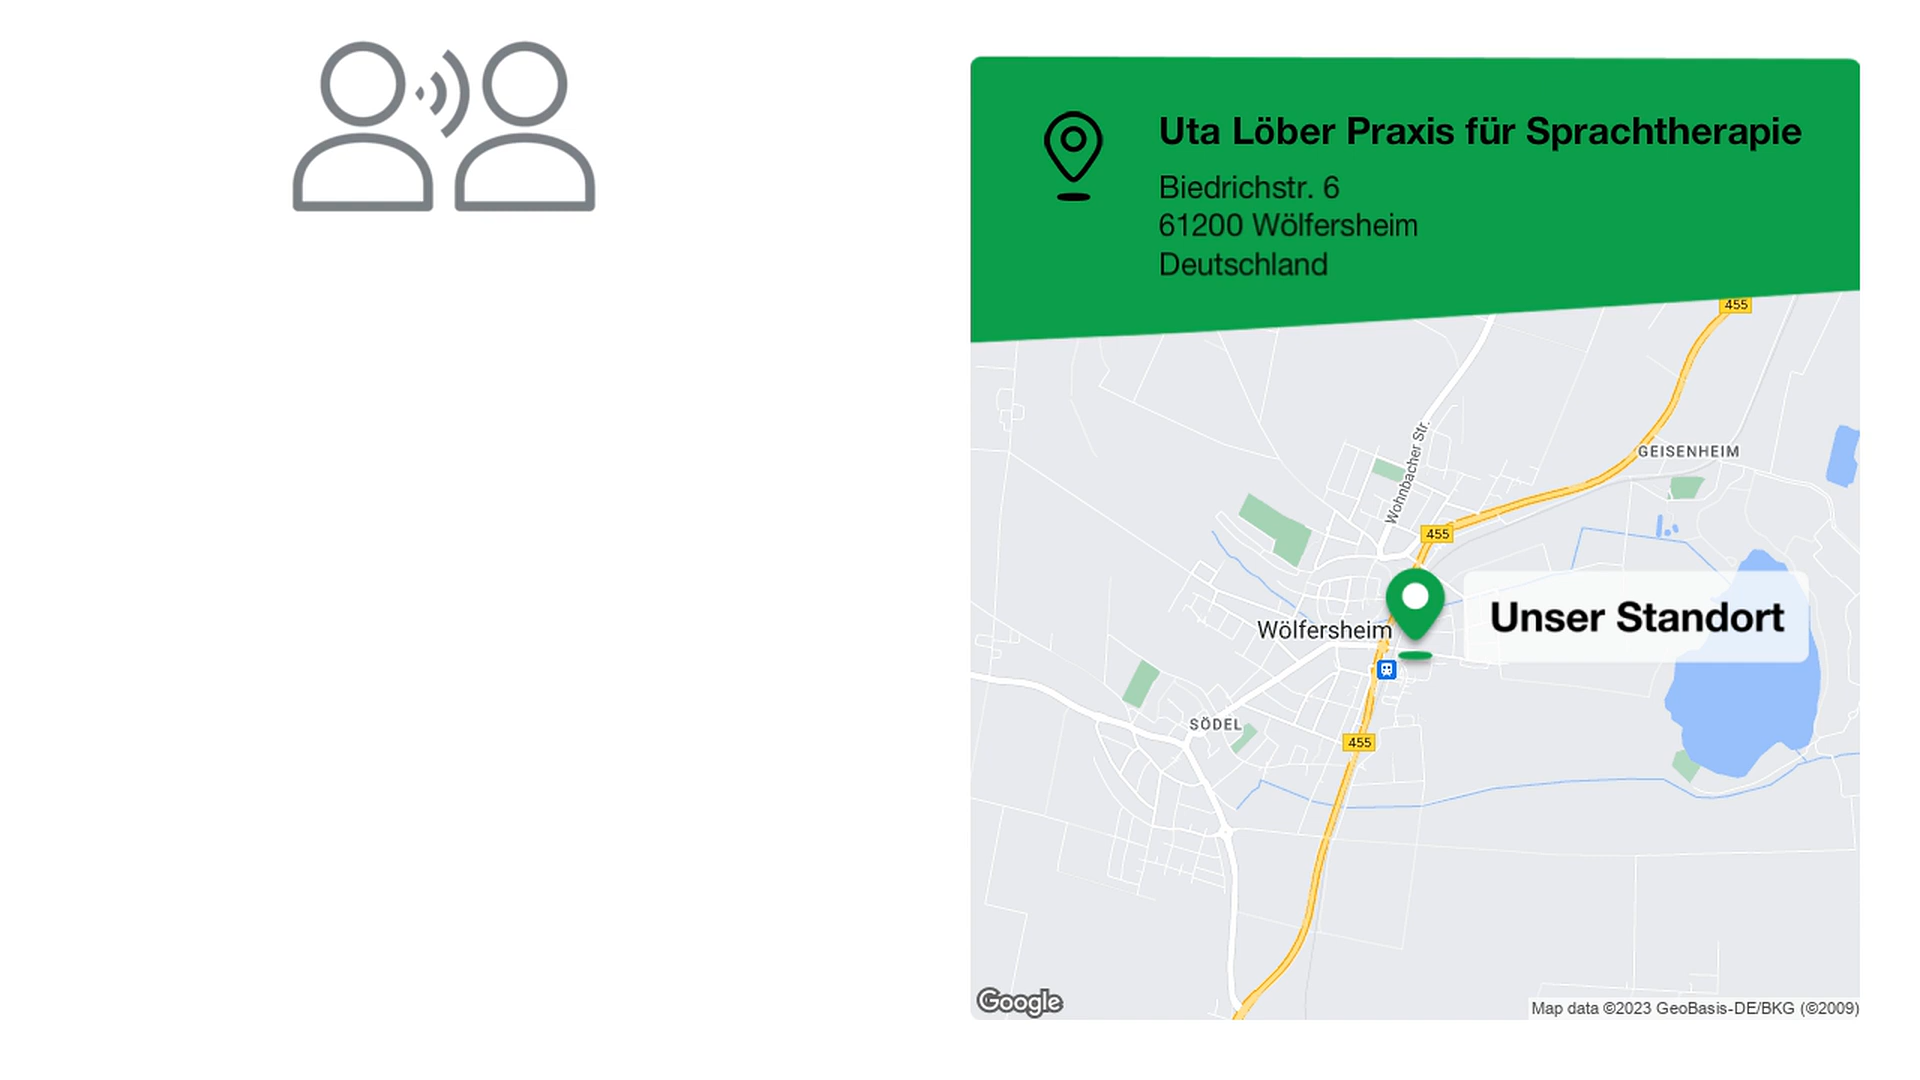 Uta Löber Praxis für Sprachtherapie
Biedrichstr. 6
61200 Wölfersheim
Deutschland
455
GEISENHEIM
Wohnbacher Str.
455
Unser Standort
Wölfersheim
SÖDEL
455
Google
Map data ©2023 GeoBasis-DE/BKG (©2009)